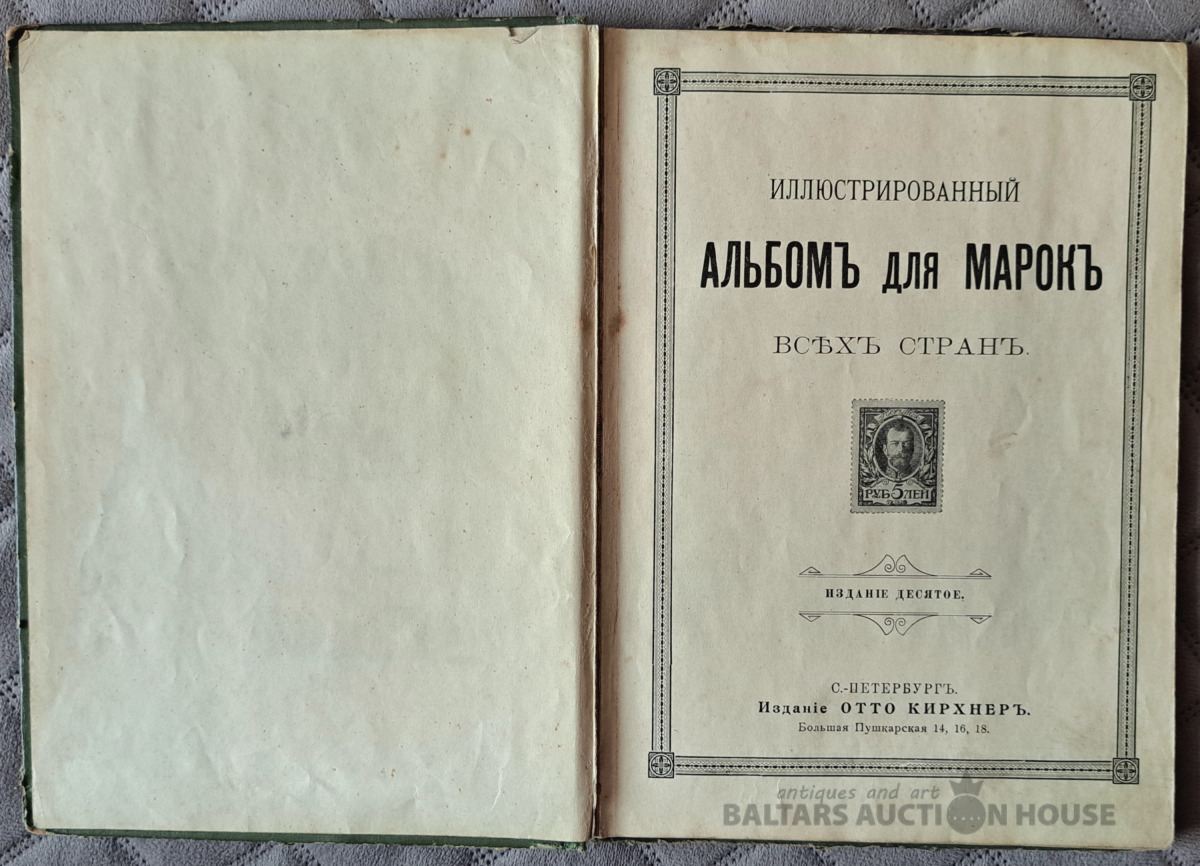 ИЛЛЮСТРИРОВАННЫЙ
АЛЬБОМЪ для МАРОКЪ
ВСѢХЪ СТРАНЪ.
РУБ 5 ЛЕЙ
ИЗДАНІЕ ДЕСЯТОЕ.
С.-ПЕТЕРБУРГЪ.
Изданіе ОТТО КИРХНЕРЪ.
Большая Пушкарская 14, 16, 18.
antiques and art
BALTARS AUCTION HOUSE